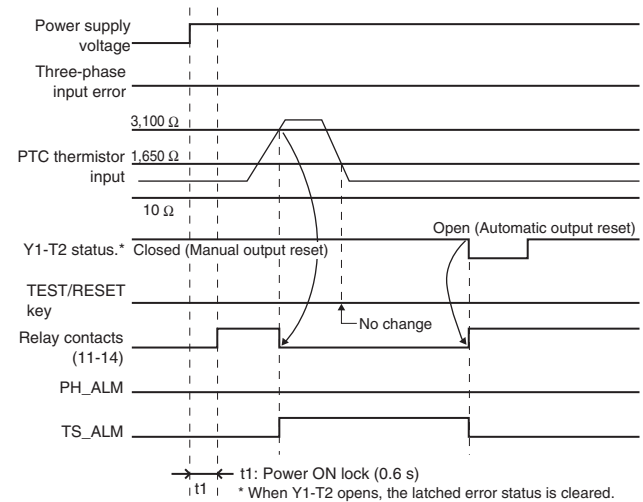 Power supply
voltage
Three-phase
input error
3,100 Ω
PTC thermistor
input
1,650 Ω
10 Ω
Open (Automatic output reset)
Y1-T2 status.* Closed (Manual output reset)
TEST/RESET
key
No change
Relay contacts
(11-14)
PH_ALM
TS_ALM
t1
t1: Power ON lock (0.6 s)
* When Y1-T2 opens, the latched error status is cleared.